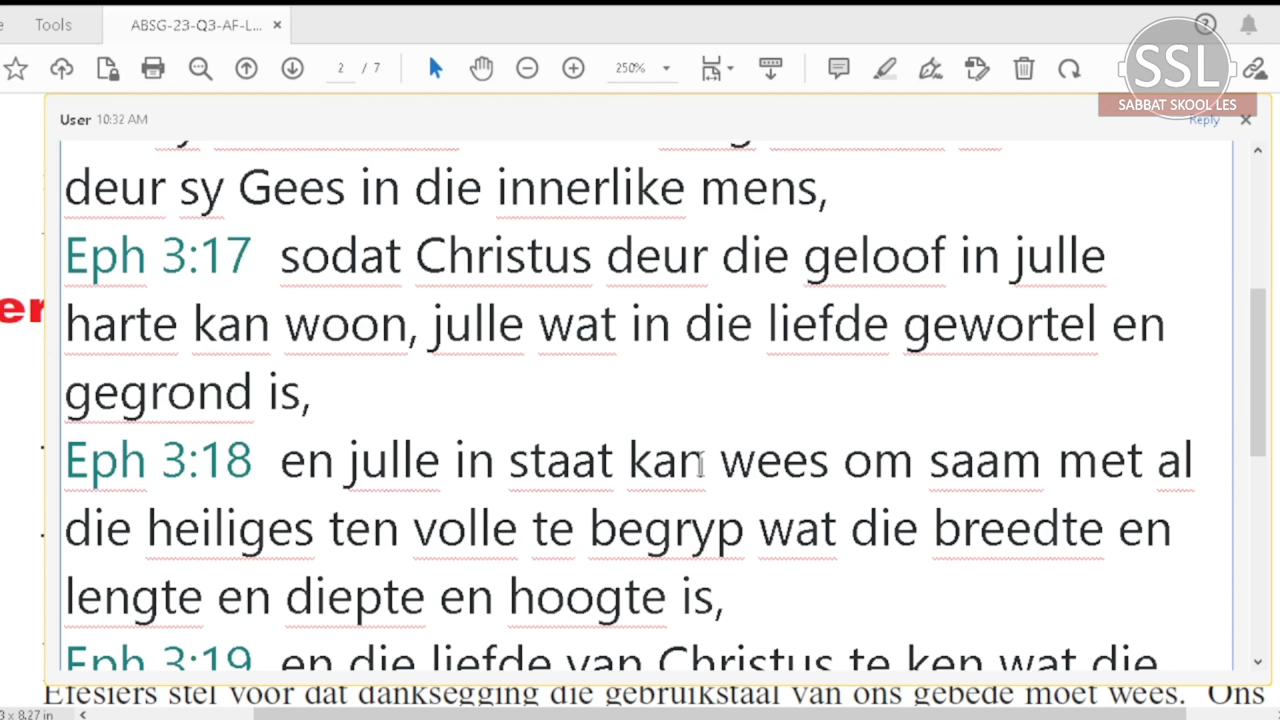 Tools
ABSG-23-Q3-AF-L...
2 / 7
250%
SSL
SABBAT SKOOL LES
User 10:32 AM
Reply
deur sy Gees in die innerlike mens,
Eph 3:17 sodat Christus deur die geloof in julle
harte kan woon, julle wat in die liefde gewortel en
gegrond is,
Eph 3:18 en julle in staat kan wees om saam met al
die heiliges ten volle te begryp wat die breedte en
lengte en diepte en hoogte is,
Eph 3:19 en die liefde van Christus te ken wat die
Efesiërs stel voor dat danksegging die gebruikstaal van ons gebede moet wees. Ons
3 x 8.27 in